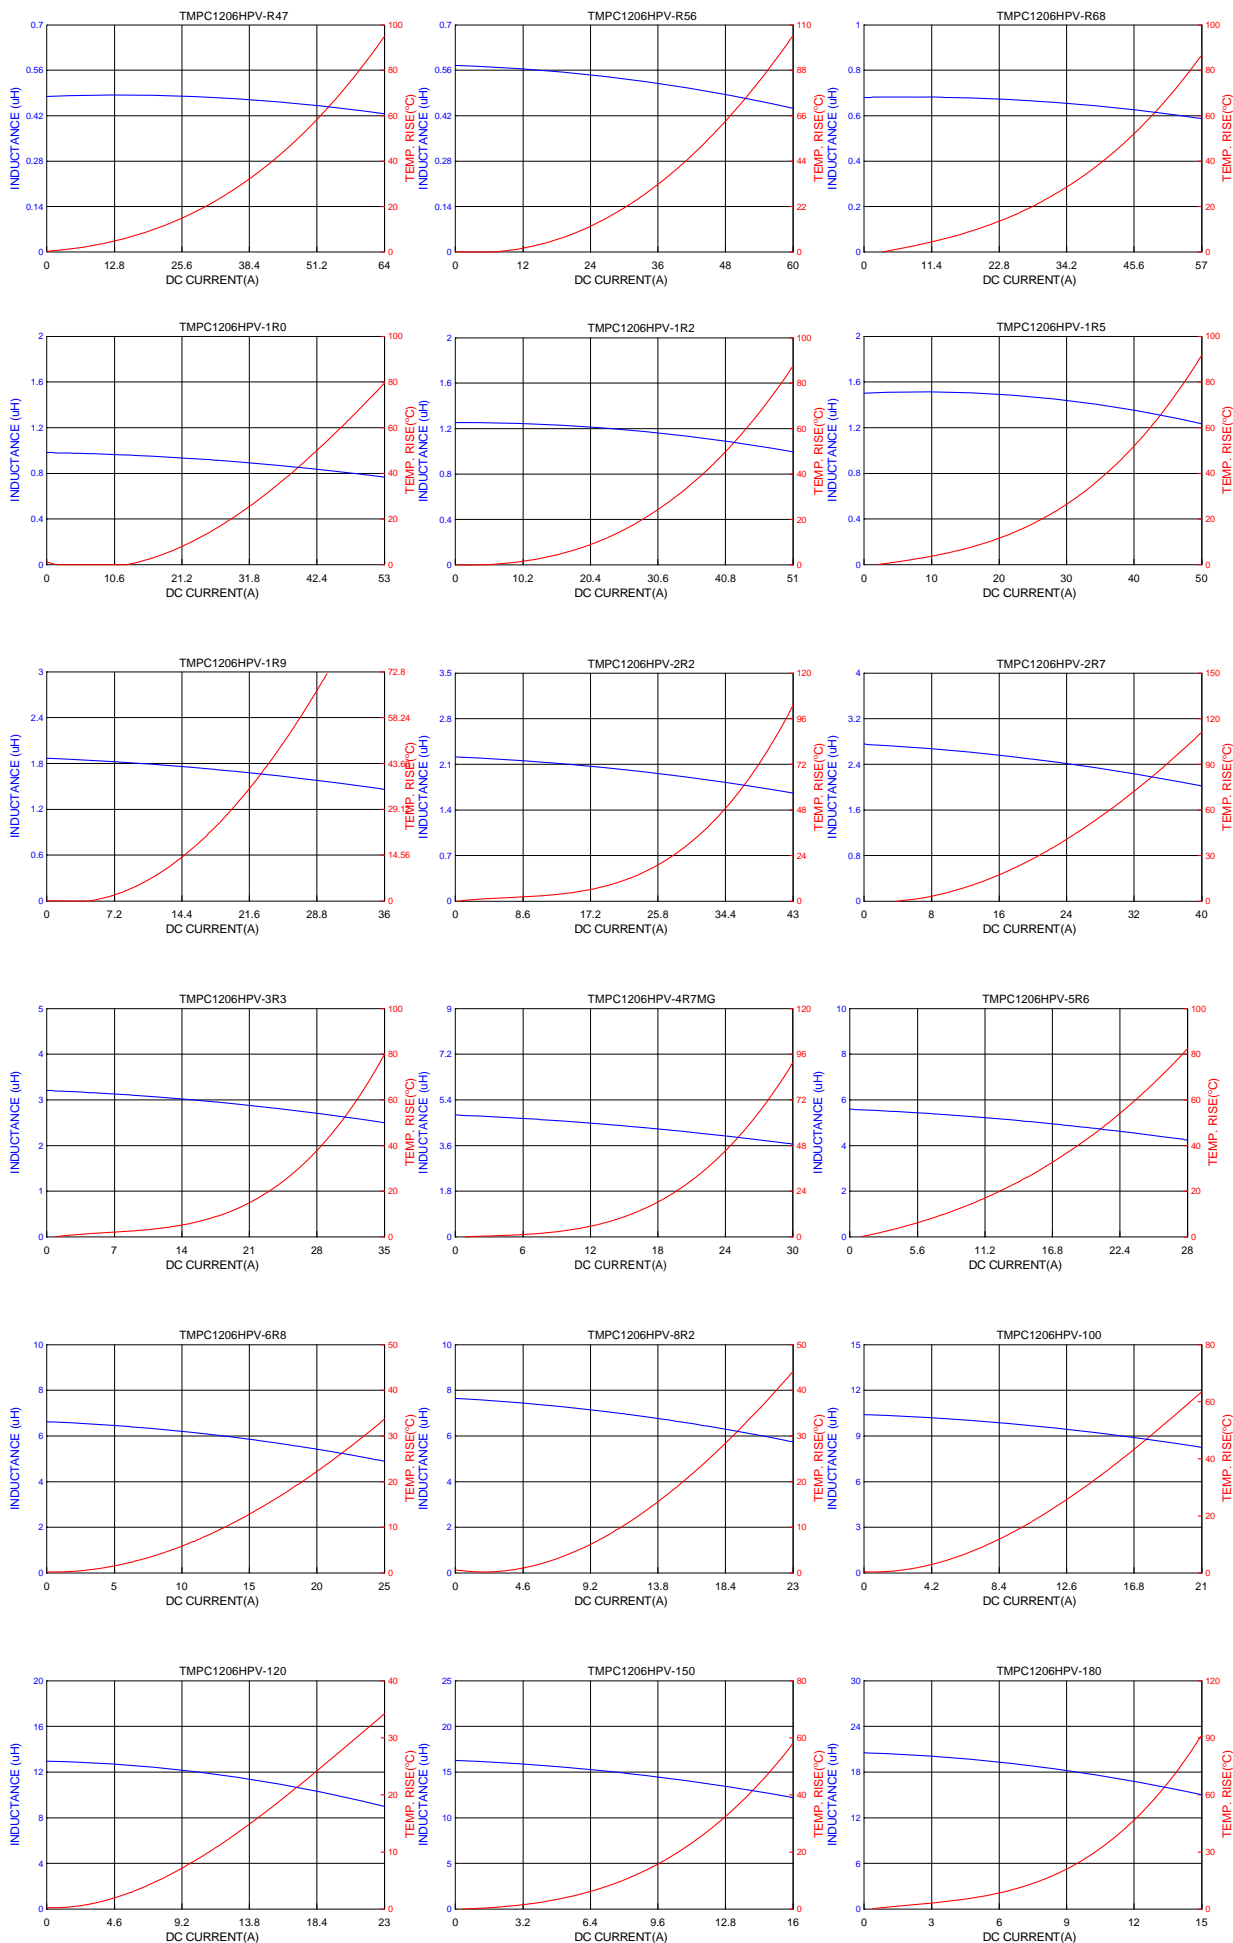 TMPC1206HPV-R47
0.7
0.56
0.42
0.28
0.14
0
INDUCTANCE (uH)
100
80
60
40
20
0
TEMP. RISE(ºC)
0 12.8 25.6 38.4 51.2 64
DC CURRENT(A)
TMPC1206HPV-R56
0.7
0.56
0.42
0.28
0.14
0
INDUCTANCE (uH)
110
88
66
44
22
0
TEMP. RISE(ºC)
0 12 24 36 48 60
DC CURRENT(A)
TMPC1206HPV-R68
1
0.8
0.6
0.4
0.2
0
INDUCTANCE (uH)
100
80
60
40
20
0
TEMP. RISE(ºC)
0 11.4 22.8 34.2 45.6 57
DC CURRENT(A)
TMPC1206HPV-1R0
2
1.6
1.2
0.8
0.4
0
INDUCTANCE (uH)
100
80
60
40
20
0
TEMP. RISE(ºC)
0 10.6 21.2 31.8 42.4 53
DC CURRENT(A)
TMPC1206HPV-1R2
2
1.6
1.2
0.8
0.4
0
INDUCTANCE (uH)
100
80
60
40
20
0
TEMP. RISE(ºC)
0 10.2 20.4 30.6 40.8 51
DC CURRENT(A)
TMPC1206HPV-1R5
2
1.6
1.2
0.8
0.4
0
INDUCTANCE (uH)
100
80
60
40
20
0
TEMP. RISE(ºC)
0 10 20 30 40 50
DC CURRENT(A)
TMPC1206HPV-1R9
3
2.4
1.8
1.2
0.6
0
INDUCTANCE (uH)
72.8
58.24
14.56
0
TEMP. RISE(ºC)
0 7.2 14.4 21.6 28.8 36
DC CURRENT(A)
TMPC1206HPV-2R2
3.5
2.8
2.1
1.4
0.7
0
INDUCTANCE (uH)
120
96
72
48
24
0
TEMP. RISE(ºC)
0 8.6 17.2 25.8 34.4 43
DC CURRENT(A)
TMPC1206HPV-2R7
4
3.2
2.4
1.6
0.8
0
INDUCTANCE (uH)
150
120
90
60
30
0
TEMP. RISE(ºC)
0 8 16 24 32 40
DC CURRENT(A)
TMPC1206HPV-3R3
5
4
3
2
1
0
INDUCTANCE (uH)
100
80
60
40
20
0
TEMP. RISE(ºC)
0 7 14 21 28 35
DC CURRENT(A)
TMPC1206HPV-4R7MG
9
7.2
5.4
3.6
1.8
0
INDUCTANCE (uH)
120
96
72
48
24
0
TEMP. RISE(ºC)
0 6 12 18 24 30
DC CURRENT(A)
TMPC1206HPV-5R6
10
8
6
4
2
0
INDUCTANCE (uH)
100
80
60
40
20
0
TEMP. RISE(ºC)
0 5.6 11.2 16.8 22.4 28
DC CURRENT(A)
TMPC1206HPV-6R8
10
8
6
4
2
0
INDUCTANCE (uH)
50
40
30
20
10
0
TEMP. RISE(ºC)
0 5 10 15 20 25
DC CURRENT(A)
TMPC1206HPV-8R2
10
8
6
4
2
0
INDUCTANCE (uH)
50
40
30
20
10
0
TEMP. RISE(ºC)
0 4.6 9.2 13.8 18.4 23
DC CURRENT(A)
TMPC1206HPV-100
15
12
9
6
3
0
INDUCTANCE (uH)
80
60
40
20
0
TEMP. RISE(ºC)
0 4.2 8.4 12.6 16.8 21
DC CURRENT(A)
TMPC1206HPV-120
20
16
12
8
4
0
INDUCTANCE (uH)
40
30
20
10
0
TEMP. RISE(ºC)
0 4.6 9.2 13.8 18.4 23
DC CURRENT(A)
TMPC1206HPV-150
25
20
15
10
5
0
INDUCTANCE (uH)
80
60
40
20
0
TEMP. RISE(ºC)
0 3.2 6.4 9.6 12.8 16
DC CURRENT(A)
TMPC1206HPV-180
30
24
18
12
6
0
INDUCTANCE (uH)
120
90
60
30
0
TEMP. RISE(ºC)
0 3 6 9 12 15
DC CURRENT(A)